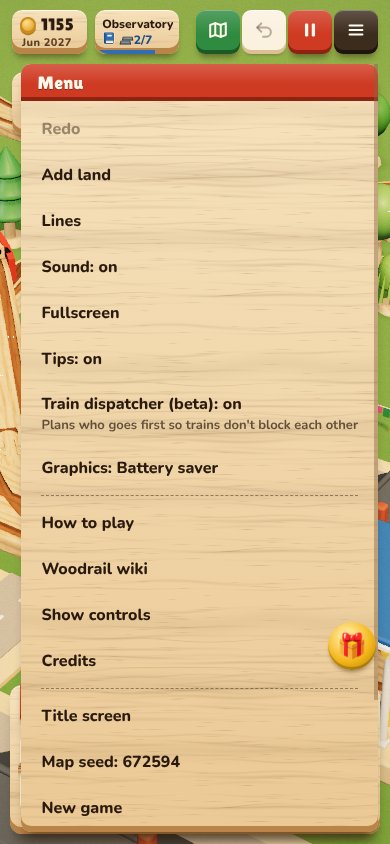 1155
Jun 2027
Observatory
2/7
Menu
Redo
Add land
Lines
Sound: on
Fullscreen
Tips: on
Train dispatcher (beta): on
Plans who goes first so trains don't block each other
Graphics: Battery saver
How to play
Woodrail wiki
Show controls
Credits
Title screen
Map seed: 672594
New game